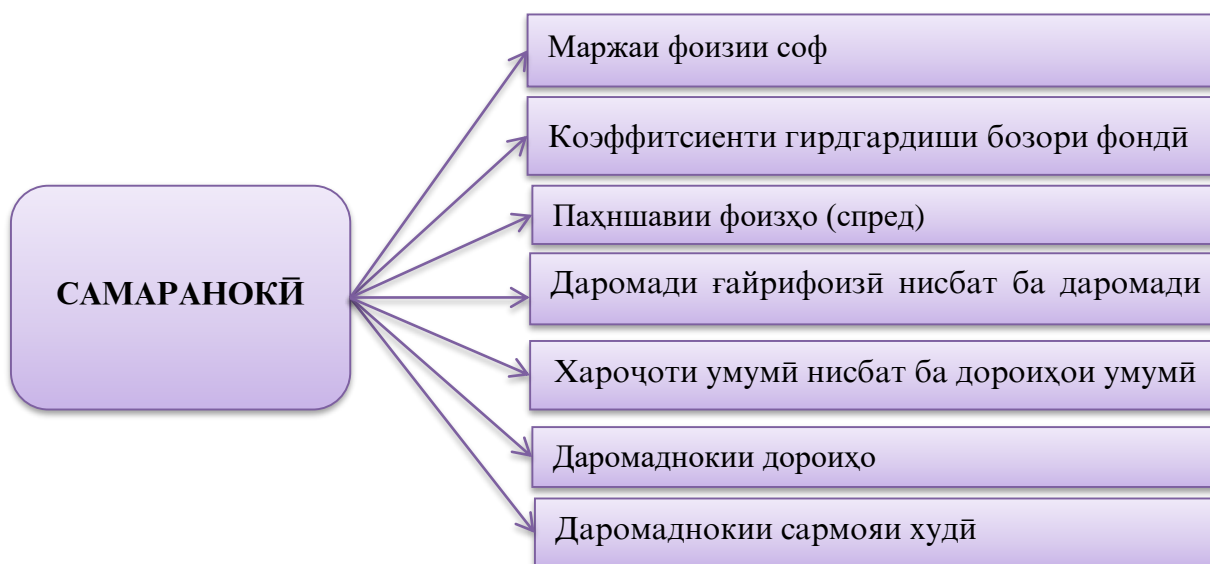 САМАРАНОКӢ
Маржаи фоизии соф
Коэффитсиенти гирдгардиши бозори фондӣ
Паҳншавии фоизҳо (спред)
Даромади ғайрифоизӣ нисбат ба даромади
Хароҷоти умумӣ нисбат ба дороиҳои умумӣ
Даромаднокии дороиҳо
Даромаднокии сармояи худӣ